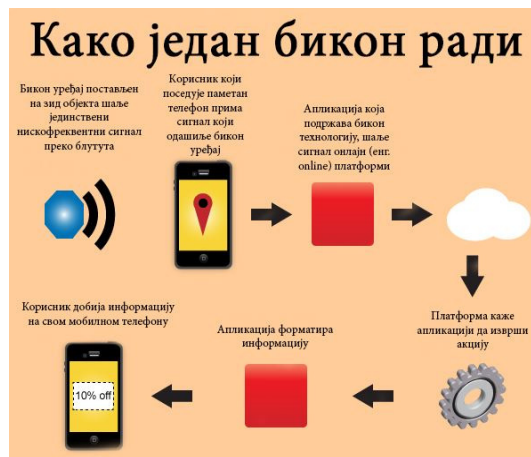 Како један бикон ради
Бикон уређај постављен
на зид објекта шаље
јединствени
нискофреквентни сигнал
преко блутута
Корисник који
поседује паметан
телефон прима
сигнал који
одашиље бикон
уређај
Апликација која
подржава бикон
технологију, шаље
сигнал онлајн (енг.
online) платформи
Платформа каже
апликацији да изврши
акцију
Апликација форматира
информацију
Корисник добија информацију
на свом мобилном телефону
10% off